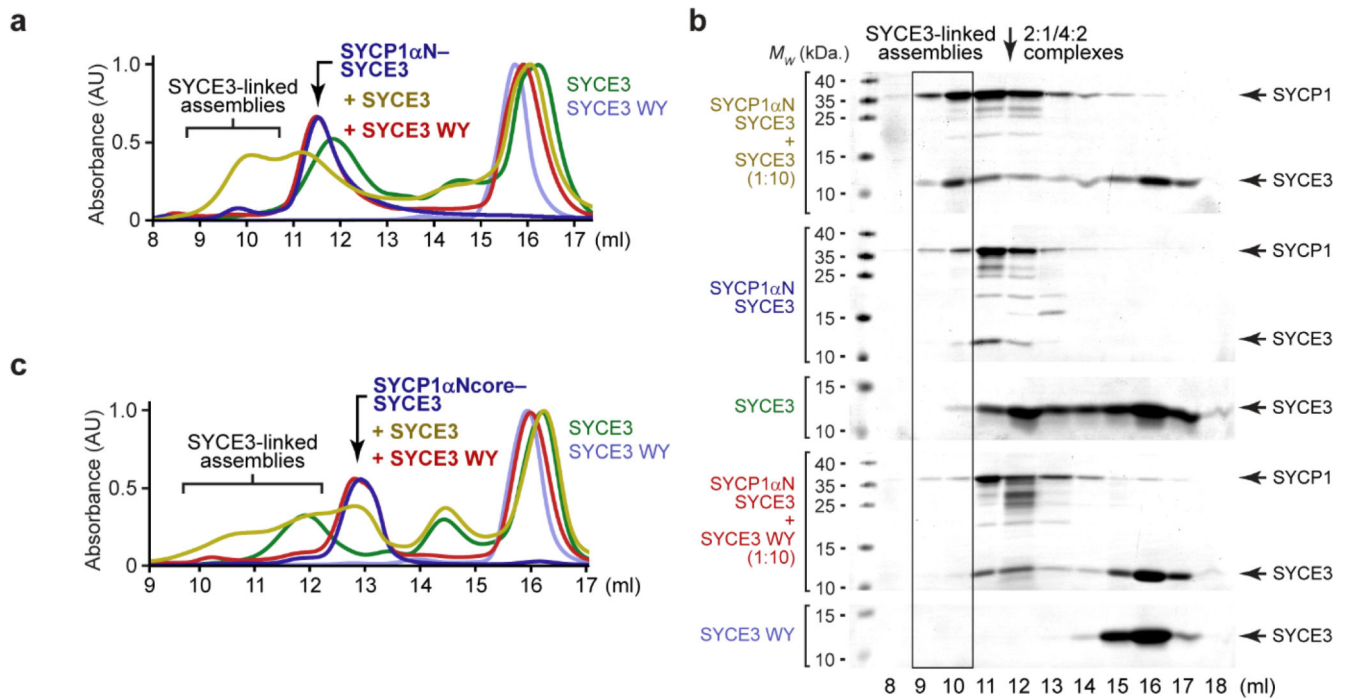 a
SYCP1αN–
SYCE3
SYCE3-linked
assemblies
+ SYCE3
+ SYCE3 WY
SYCE3
SYCE3 WY
Absorbance (AU)
1.0
0.5
0
8 9 10 11 12 13 14 15 16 17 (ml)
b
SYCE3-linked
assemblies
2:1/4:2
complexes
MW (kDa.)
SYCP1αN
SYCE3
+
SYCE3
(1:10)
40
35
25
15
10
SYCP1
SYCE3
SYCP1αN
SYCE3
40
35
25
15
10
SYCP1
SYCE3
SYCE3
15
10
SYCE3
SYCP1αN
SYCE3
+
SYCE3 WY
(1:10)
40
35
25
15
10
SYCP1
SYCE3
SYCE3 WY
15
10
SYCE3
8 9 10 11 12 13 14 15 16 17 18 (ml)
c
SYCP1αNcore–
SYCE3
SYCE3-linked
assemblies
+ SYCE3
+ SYCE3 WY
SYCE3
SYCE3 WY
Absorbance (AU)
1.0
0.5
0
9 10 11 12 13 14 15 16 17 (ml)